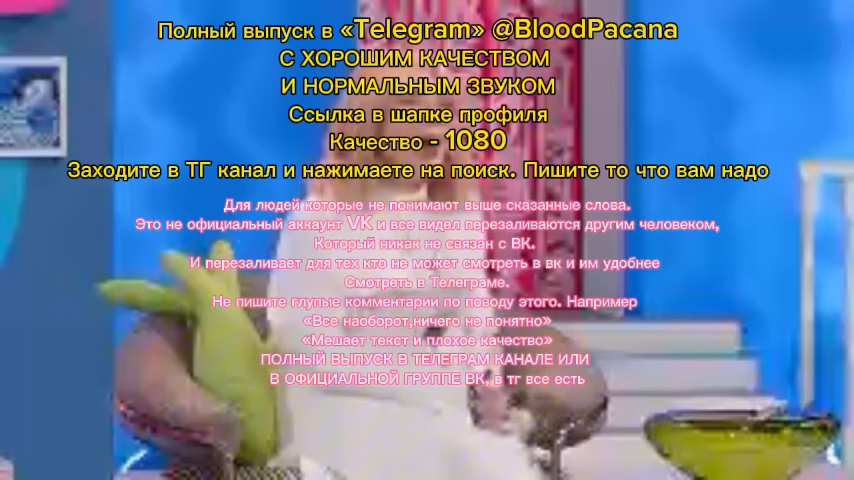 Полный выпуск в «Telegram» @BloodPacana
С ХОРОШИМ КАЧЕСТВОМ
И НОРМАЛЬНЫМ ЗВУКОМ
Ссылка в шапке профиля
Качество - 1080
Заходите в ТГ канал и нажимаете на поиск. Пишите то что вам надо
Для людей которые не понимают выше сказанные слова.
Это не официальный аккаунт VK и все видел перезаливаются другим человеком,
Который никак не связан с ВК.
И перезаливает для тех кто не может смотреть в вк и им удобнее
Смотреть в Телеграме.
Не пишите глупые комментарии по поводу этого. Например
«Все наоборот,ничего не понятно»
«Мешает текст и плохое качество»
ПОЛНЫЙ ВЫПУСК В ТЕЛЕГРАМ КАНАЛЕ ИЛИ
В ОФИЦИАЛЬНОЙ ГРУППЕ ВК, в тг все есть